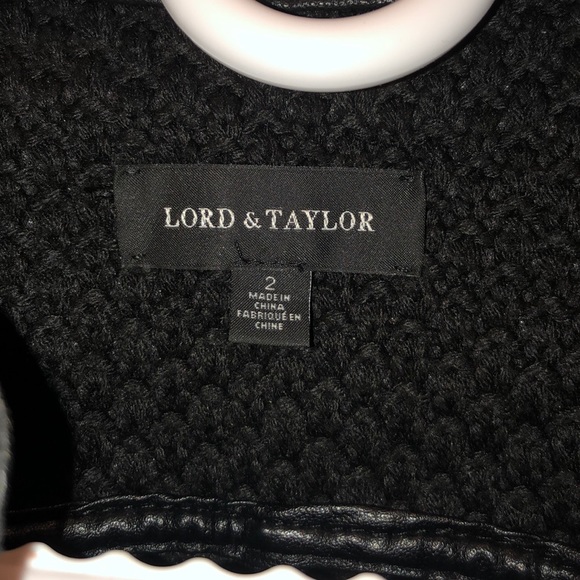 LORD & TAYLOR
2
MADE IN
CHINA
FABRIQUÉ EN
CHINE